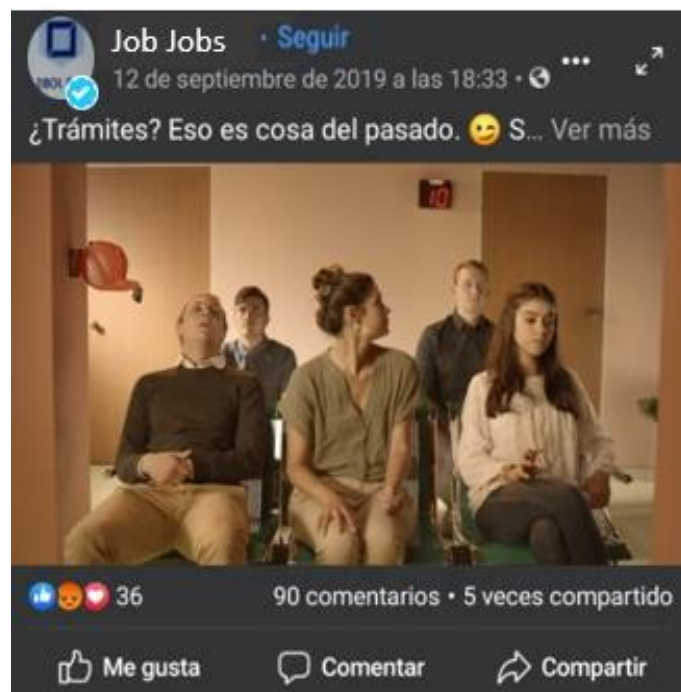 Job Jobs · Seguir
12 de septiembre de 2019 a las 18:33 ·
¿Trámites? Eso es cosa del pasado. 😉 S... Ver más
10
36 90 comentarios • 5 veces compartido
Me gusta Comentar Compartir